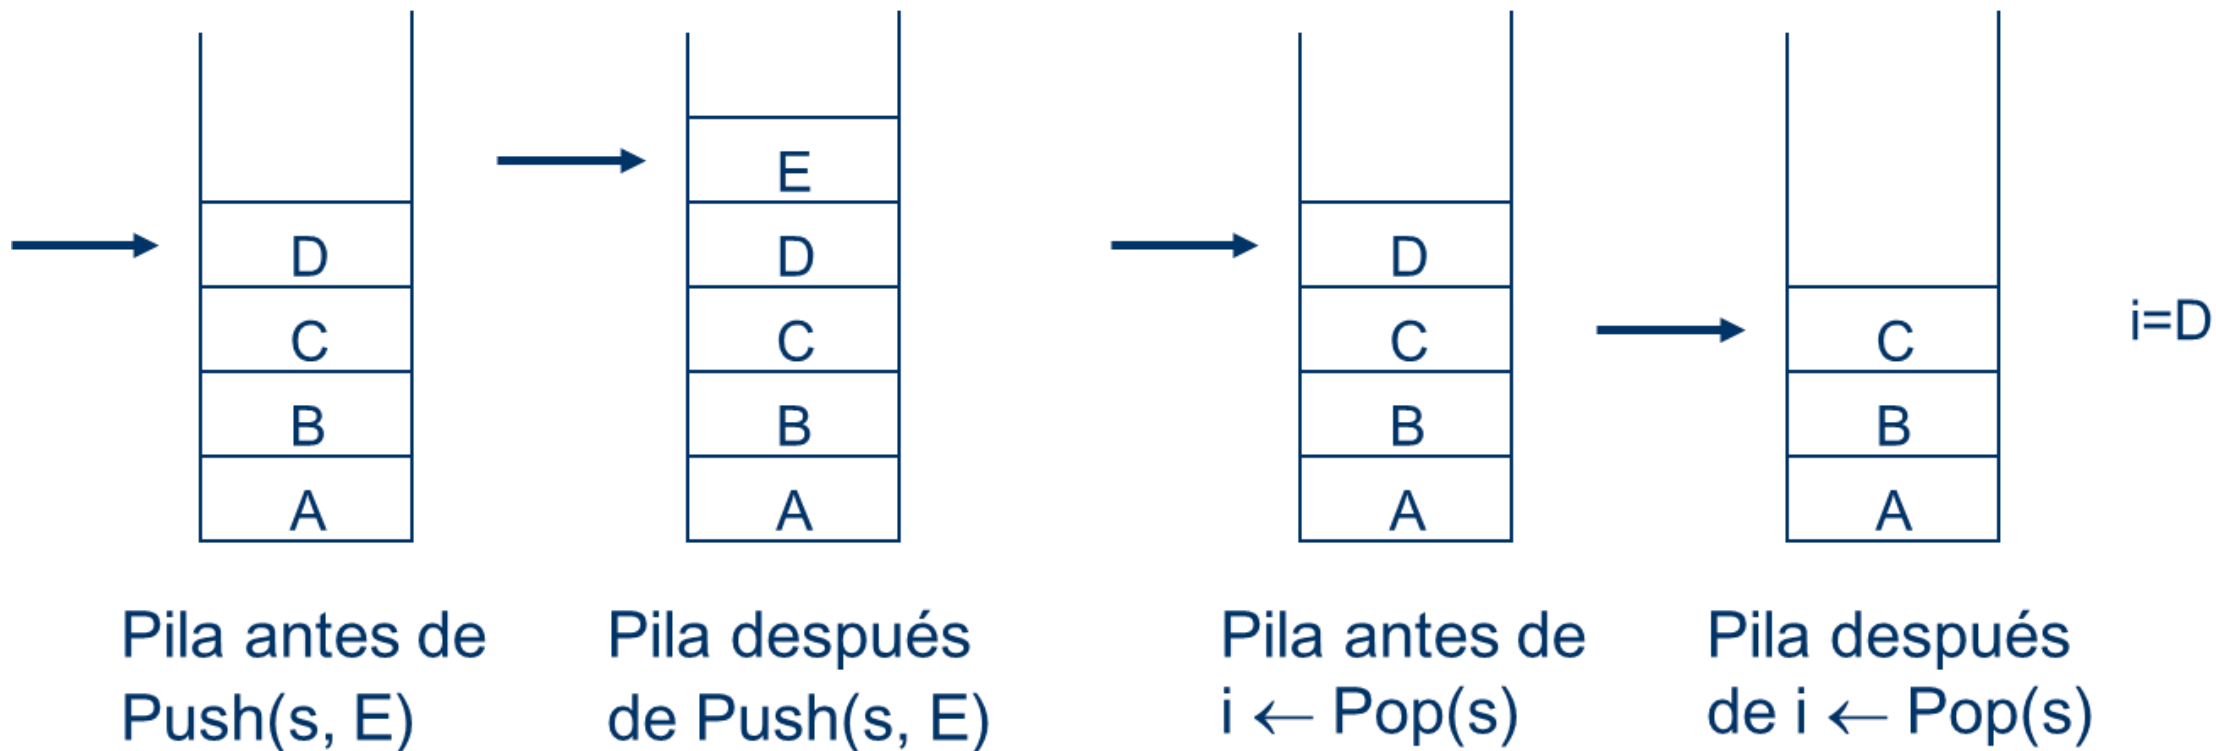 D
C
B
A
Pila antes de
Push(s, E)
E
D
C
B
A
Pila después
de Push(s, E)
D
C
B
A
Pila antes de
i ← Pop(s)
C
B
A
Pila después
de i ← Pop(s)
i=D